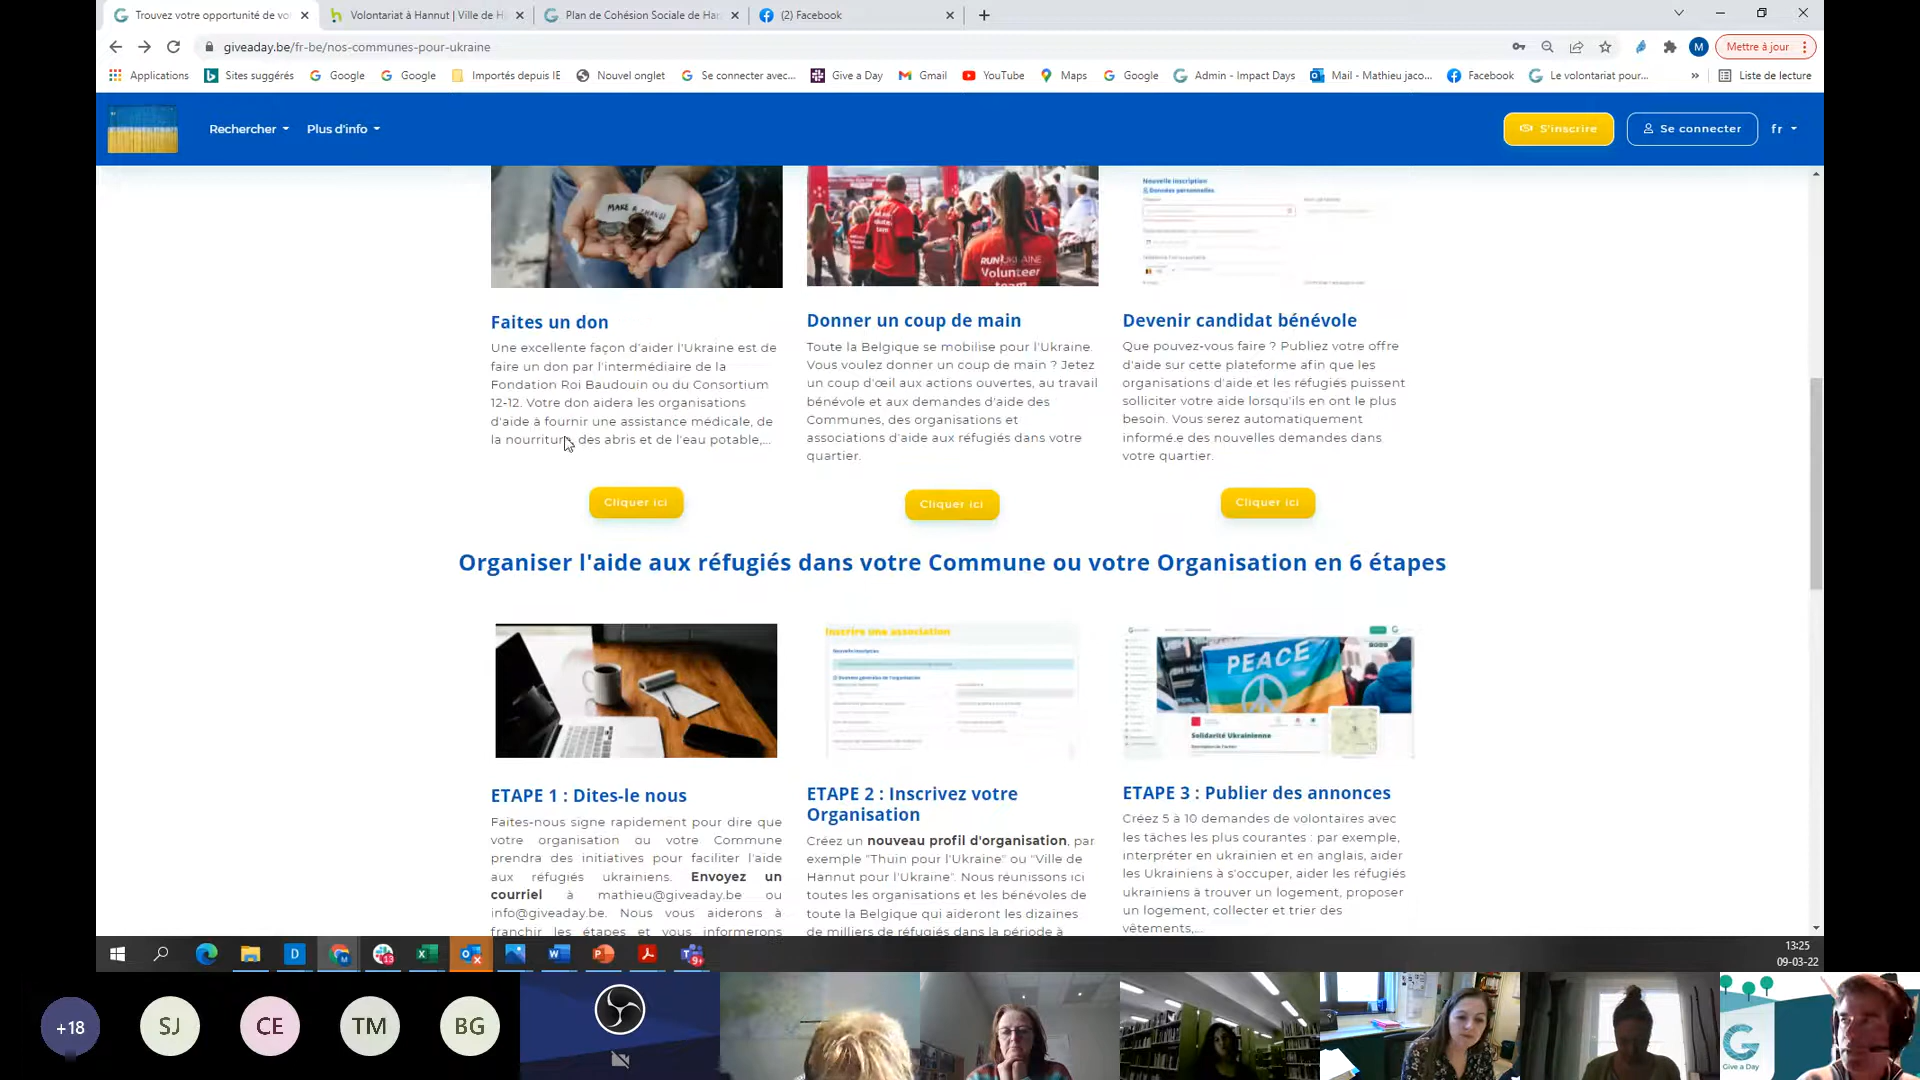 Trouvez votre opportunité de vo
Volontariat à Hannut | Ville de H
Plan de Cohésion Sociale de Han
(2) Facebook
giveaday.be/fr-be/nos-communes-pour-ukraine
Mettre à jour
Applications
Sites suggérés
Google
Google
Importés depuis IE
Nouvel onglet
Se connecter avec...
Give a Day
Gmail
YouTube
Maps
Google
Admin - Impact Days
Mail - Mathieu jaco...
Facebook
Le volontariat pour...
»
Liste de lecture
Rechercher
Plus d'info
S'inscrire
Se connecter
fr
MAKE A CHANGE
RUN UKRAINE
Volunteer
team
Nouvelle inscription
Données personnelles
Faites un don
Une excellente façon d'aider l'Ukraine est de
faire un don par l'intermédiaire de la
Fondation Roi Baudouin ou du Consortium
12-12. Votre don aidera les organisations
d'aide à fournir une assistance médicale, de
la nourriture, des abris et de l'eau potable,...
Cliquer ici
Donner un coup de main
Toute la Belgique se mobilise pour l'Ukraine.
Vous voulez donner un coup de main ? Jetez
un coup d'œil aux actions ouvertes, au travail
bénévole et aux demandes d'aide des
Communes, des organisations et
associations d'aide aux réfugiés dans votre
quartier.
Cliquer ici
Devenir candidat bénévole
Que pouvez-vous faire ? Publiez votre offre
d'aide sur cette plateforme afin que les
organisations d'aide et les réfugiés puissent
solliciter votre aide lorsqu'ils en ont le plus
besoin. Vous serez automatiquement
informé.e des nouvelles demandes dans
votre quartier.
Cliquer ici
Organiser l'aide aux réfugiés dans votre Commune ou votre Organisation en 6 étapes
Inscrire une association
Nouvelle inscription
Données générales de l'organisation
PEACE
Solidarité Ukrainienne
ETAPE 1 : Dites-le nous
Faites-nous signe rapidement pour dire que
votre organisation ou votre Commune
prendra des initiatives pour faciliter l'aide
aux réfugiés ukrainiens. Envoyez un
courriel à mathieu@giveaday.be ou
info@giveaday.be. Nous vous aiderons à
franchir les étapes et vous informerons
ETAPE 2 : Inscrivez votre
Organisation
Créez un nouveau profil d'organisation, par
exemple "Thuin pour l'Ukraine" ou "Ville de
Hannut pour l'Ukraine". Nous réunissons ici
toutes les organisations et les bénévoles de
toute la Belgique qui aideront les dizaines
de milliers de réfugiés dans la période à
ETAPE 3 : Publier des annonces
Créez 5 à 10 demandes de volontaires avec
les tâches les plus courantes : par exemple,
interpréter en ukrainien et en anglais, aider
les Ukrainiens à s'occuper, aider les réfugiés
ukrainiens à trouver un logement, proposer
un logement, collecter et trier des
vêtements,...
13:25
09-03-22
+18
SJ
CE
TM
BG
Give a Day